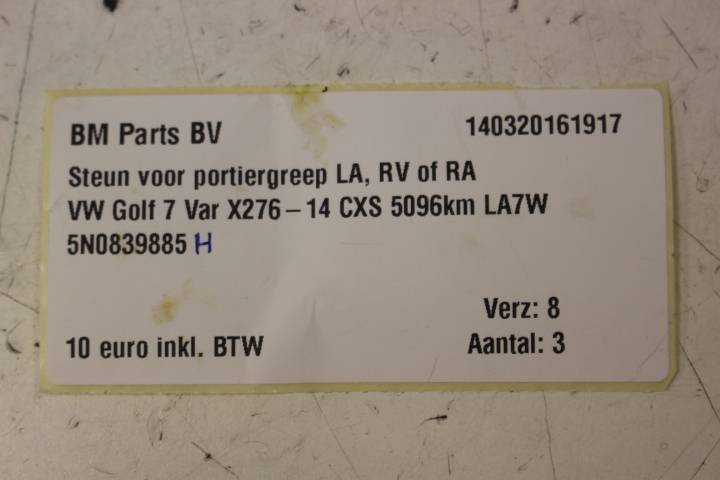 BM Parts BV 140320161917
Steun voor portiergreep LA, RV of RA
VW Golf 7 Var X276-14 CXS 5096km LA7W
5N0839885 H
Verz: 8
10 euro inkl. BTW Aantal: 3